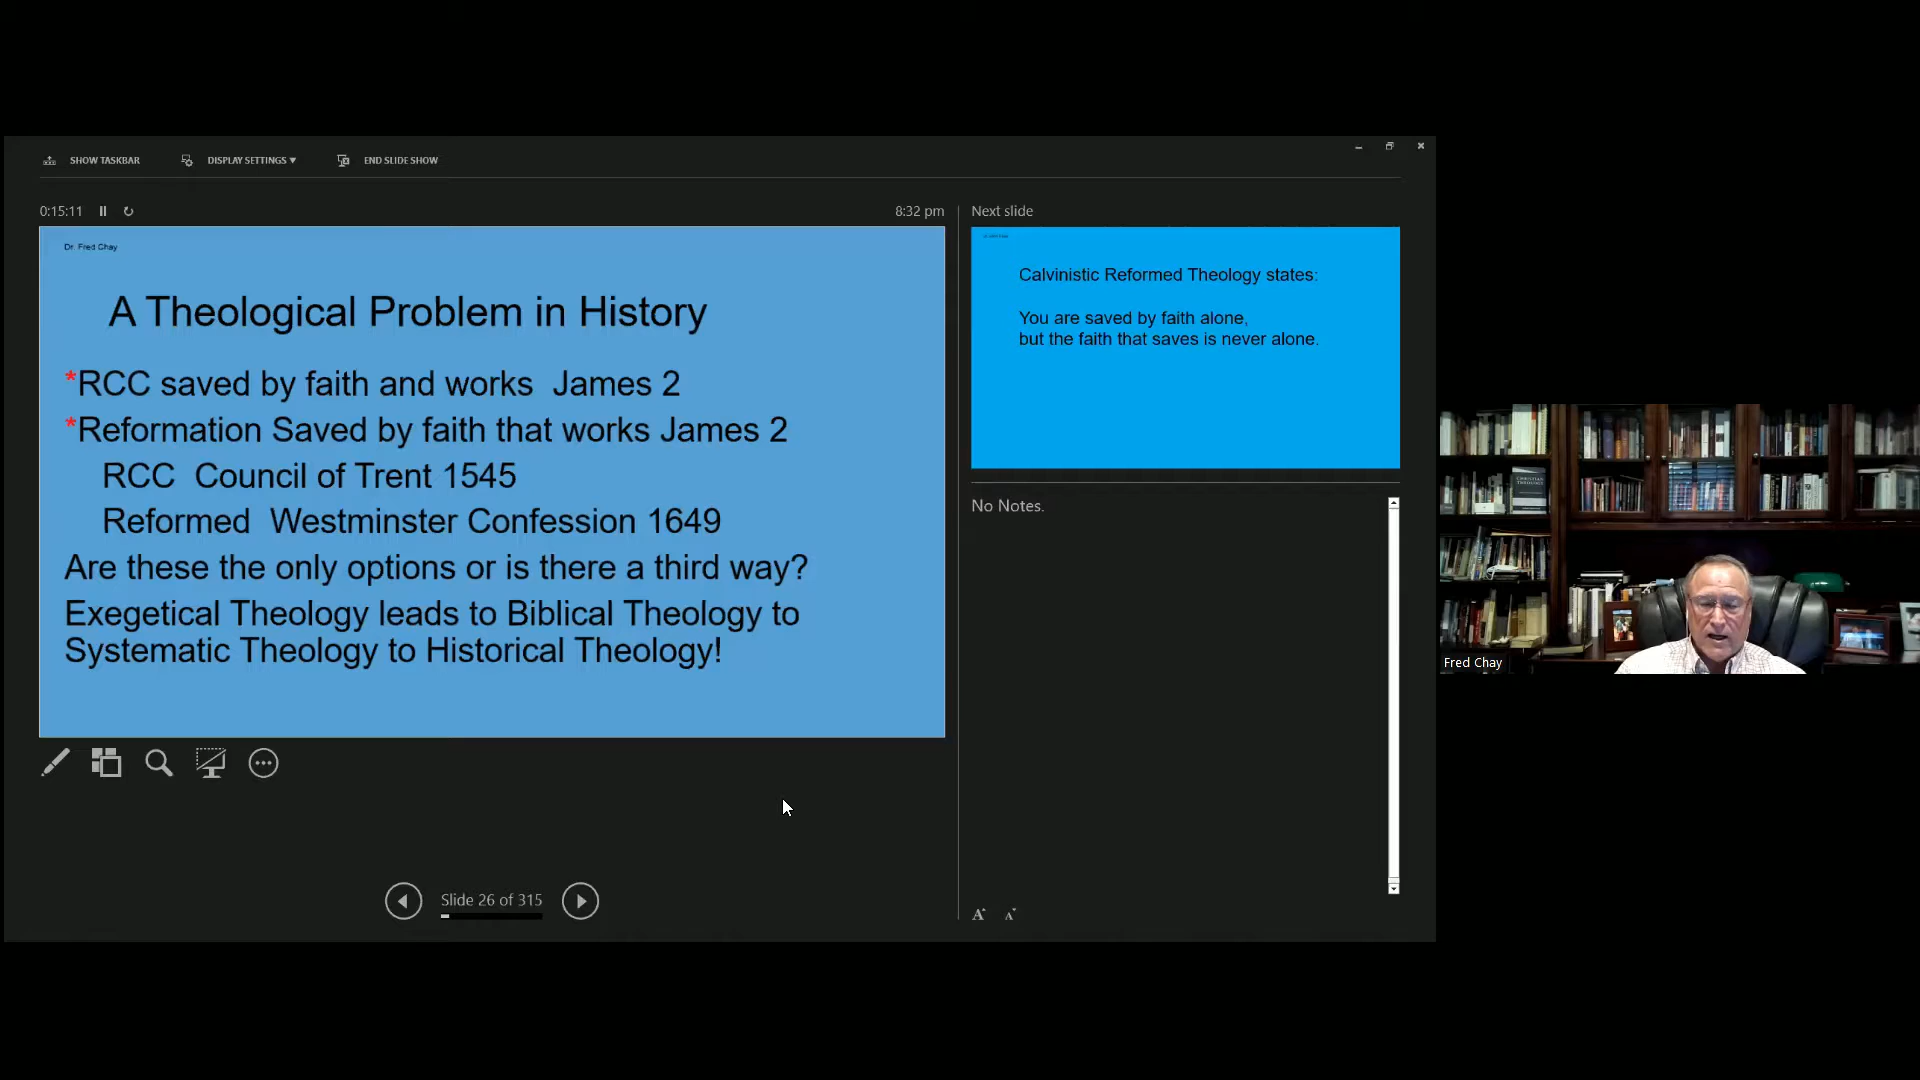 SHOW TASKBAR
DISPLAY SETTINGS ▾
END SLIDE SHOW
0:15:11
8:32 pm
Dr. Fred Chay
A Theological Problem in History
*RCC saved by faith and works  James 2
*Reformation Saved by faith that works James 2
RCC  Council of Trent 1545
Reformed  Westminster Confession 1649
Are these the only options or is there a third way?
Exegetical Theology leads to Biblical Theology to
Systematic Theology to Historical Theology!
Slide 26 of 315
Next slide
Calvinistic Reformed Theology states:
You are saved by faith alone,
but the faith that saves is never alone.
No Notes.
A A
CHRISTIAN
THEOLOGY
Fred Chay